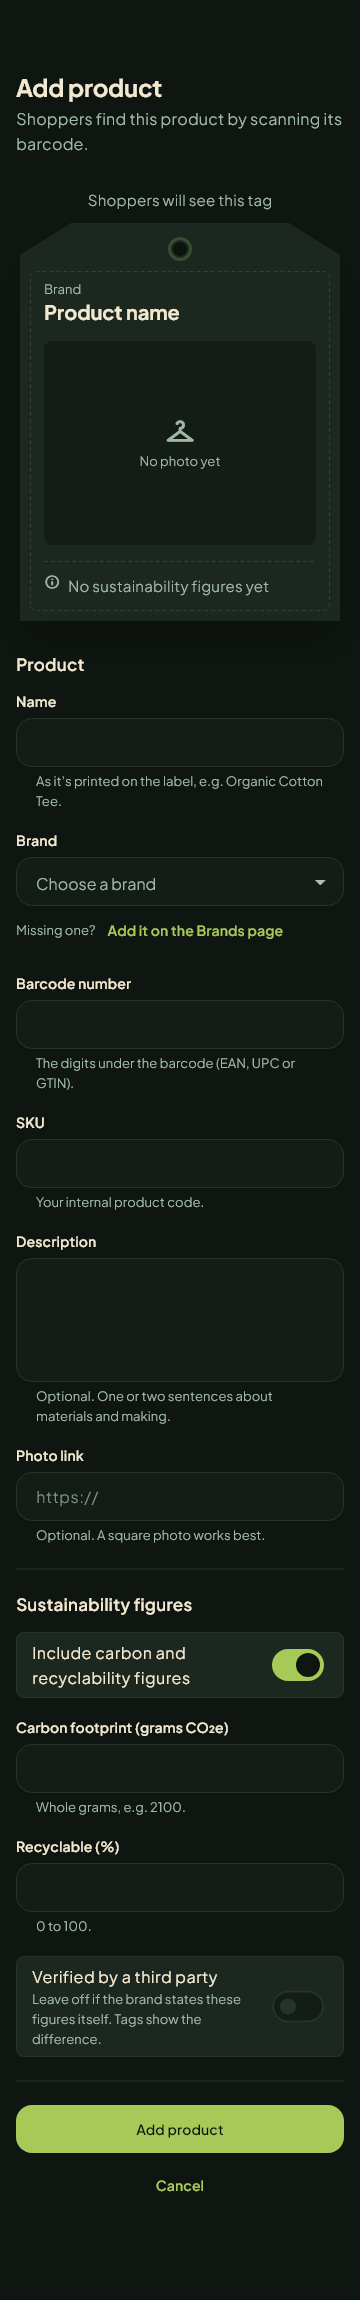 Add product
Shoppers find this product by scanning its
barcode.
Shoppers will see this tag
Brand
Product name
No photo yet
No sustainability figures yet
Product
Name
As it's printed on the label, e.g. Organic Cotton
Tee.
Brand
Choose a brand
Missing one? Add it on the Brands page
Barcode number
The digits under the barcode (EAN, UPC or
GTIN).
SKU
Your internal product code.
Description
Optional. One or two sentences about
materials and making.
Photo link
https://
Optional. A square photo works best.
Sustainability figures
Include carbon and
recyclability figures
Carbon footprint (grams CO₂e)
Whole grams, e.g. 2100.
Recyclable (%)
0 to 100.
Verified by a third party
Leave off if the brand states these
figures itself. Tags show the
difference.
Add product
Cancel